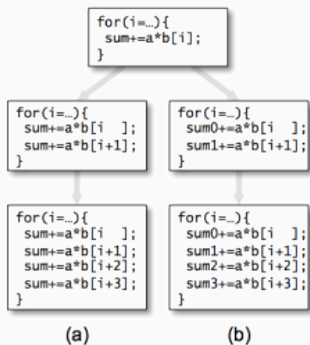 for(i=…){
 sum+=a*b[i];
}
for(i=…){
 sum+=a*b[i  ];
 sum+=a*b[i+1];
}
for(i=…){
 sum0+=a*b[i  ];
 sum1+=a*b[i+1];
}
for(i=…){
 sum+=a*b[i  ];
 sum+=a*b[i+1];
 sum+=a*b[i+2];
 sum+=a*b[i+3];
}
for(i=…){
 sum0+=a*b[i  ];
 sum1+=a*b[i+1];
 sum2+=a*b[i+2];
 sum3+=a*b[i+3];
}
(a)
(b)